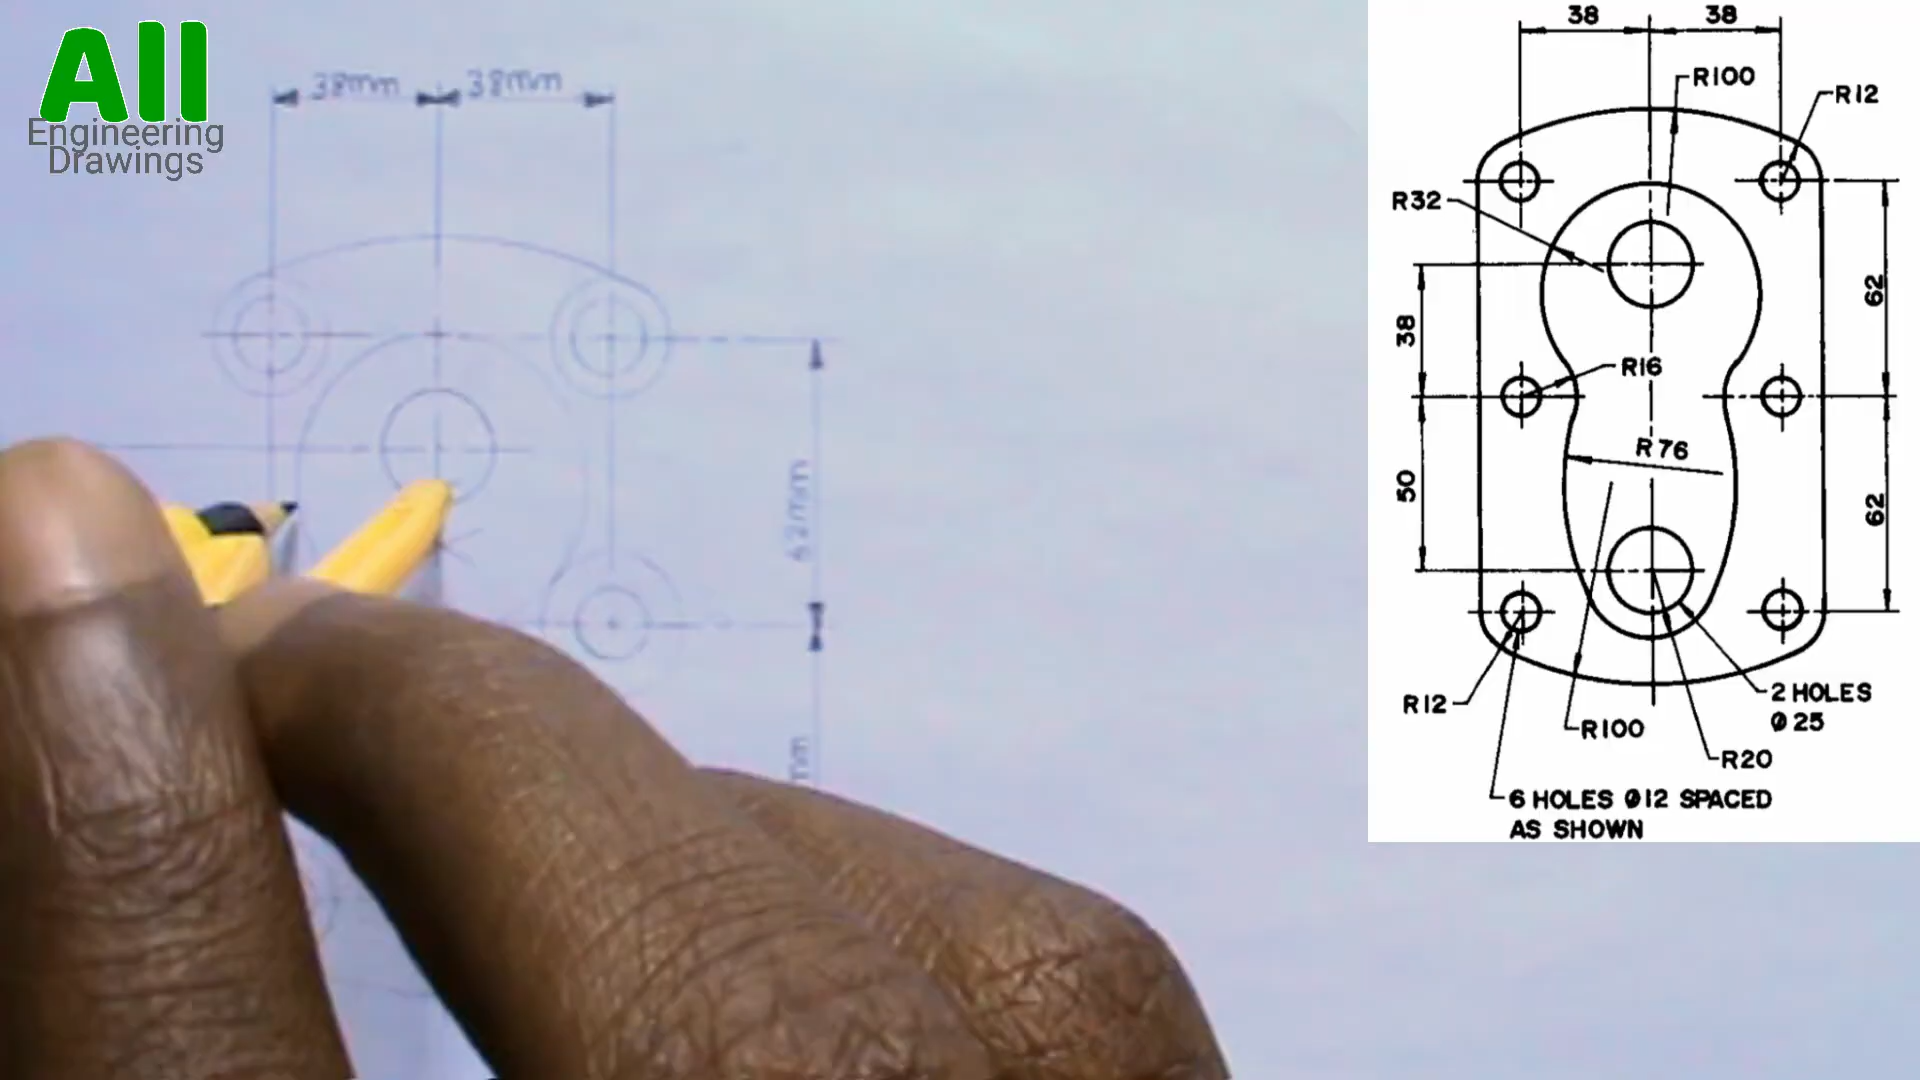 All
Engineering
Drawings
38mm 38mm
62mm
mm
38 38
R100
R12
R32
62
38
R16
R76
50
62
R12
2 HOLES
Ø25
R100
R20
6 HOLES Ø12 SPACED
AS SHOWN